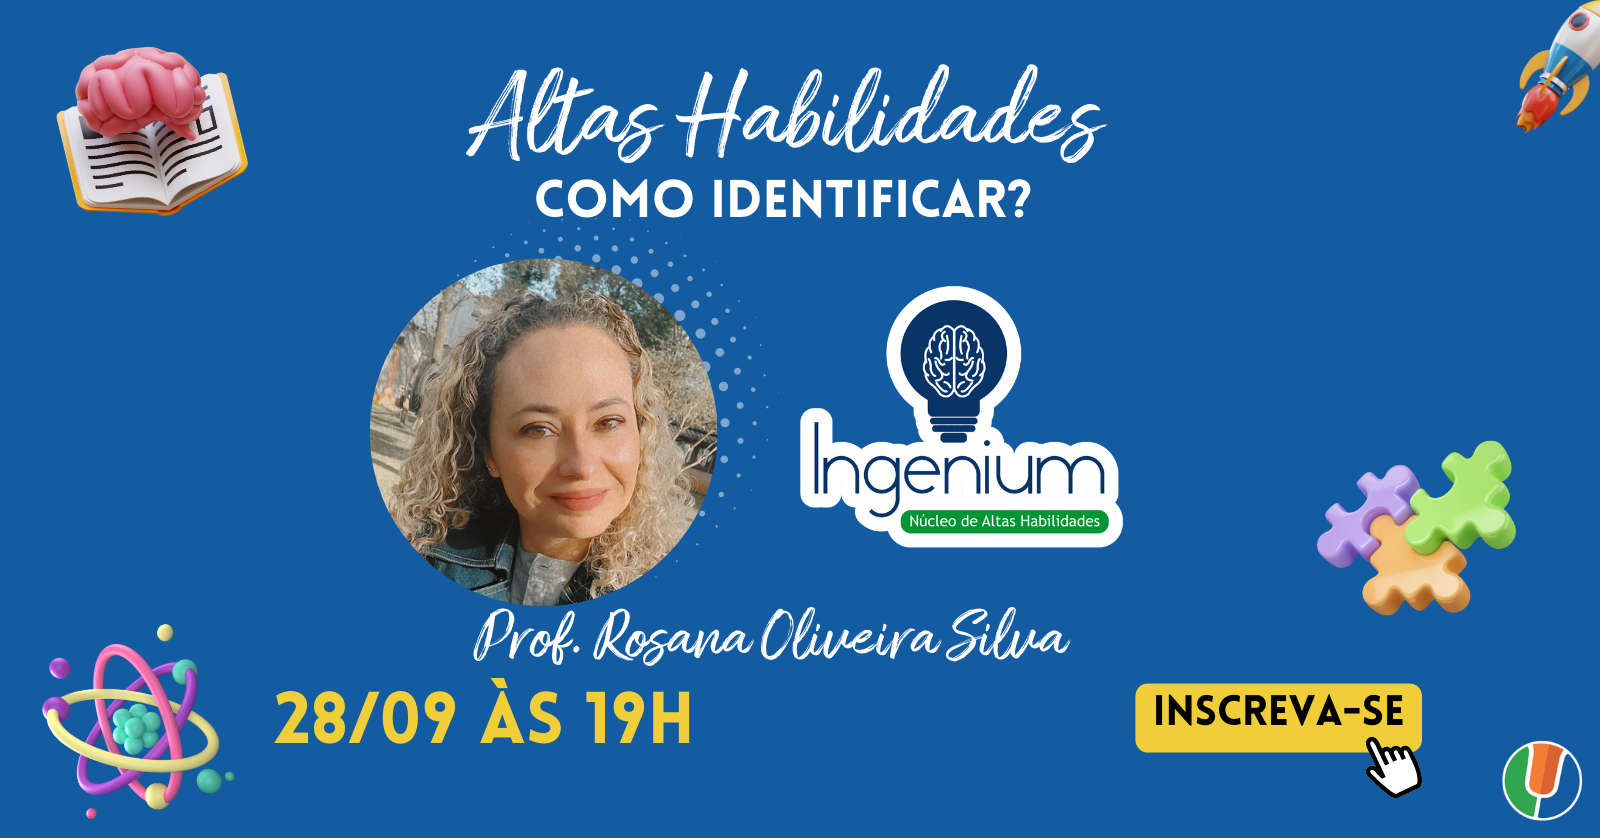 Altas Habilidades
COMO IDENTIFICAR?
Ingenium
Núcleo de Altas Habilidades
Prof. Rosana Oliveira Silva
28/09 ÀS 19H
INSCREVA-SE